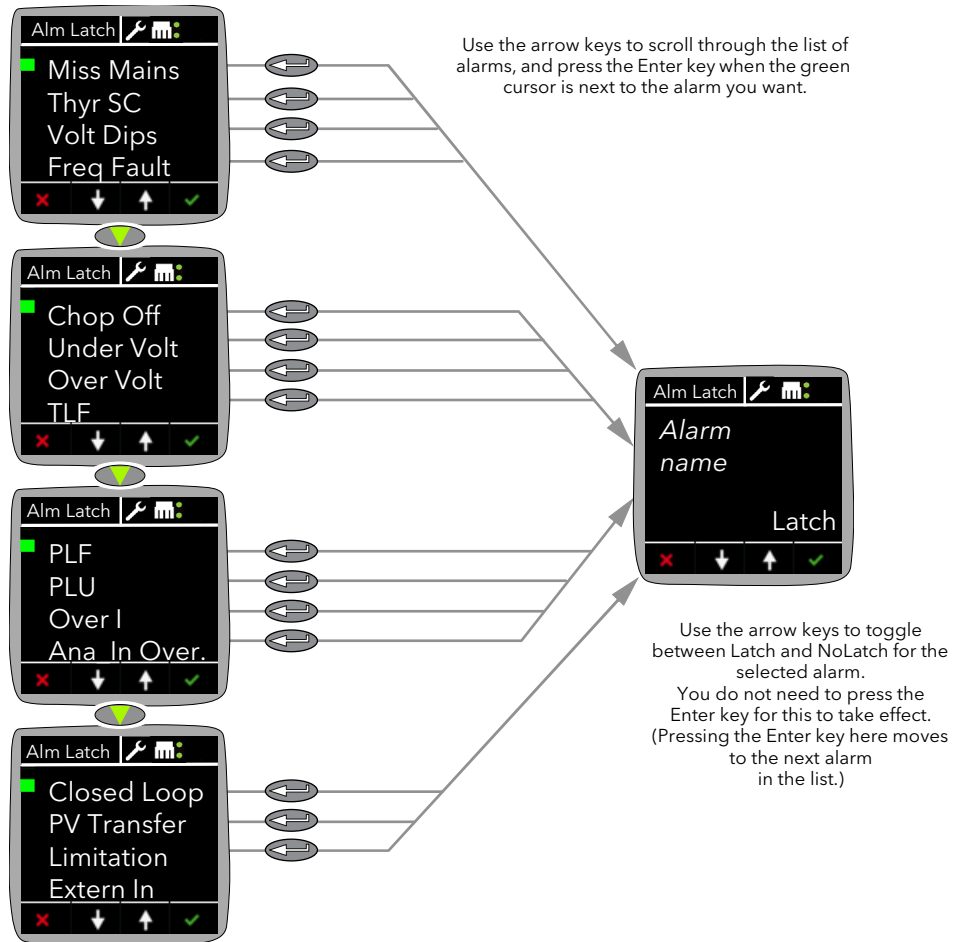 Alm Latch
Miss Mains
Thyr SC
Volt Dips
Freq Fault
Use the arrow keys to scroll through the list of
alarms, and press the Enter key when the green
cursor is next to the alarm you want.
Alm Latch
Chop Off
Under Volt
Over Volt
TLF
Alm Latch
Alarm
name
Latch
Alm Latch
PLF
PLU
Over I
Ana In Over.
Use the arrow keys to toggle
between Latch and NoLatch for the
selected alarm.
You do not need to press the
Enter key for this to take effect.
(Pressing the Enter key here moves
to the next alarm
in the list.)
Alm Latch
Closed Loop
PV Transfer
Limitation
Extern In